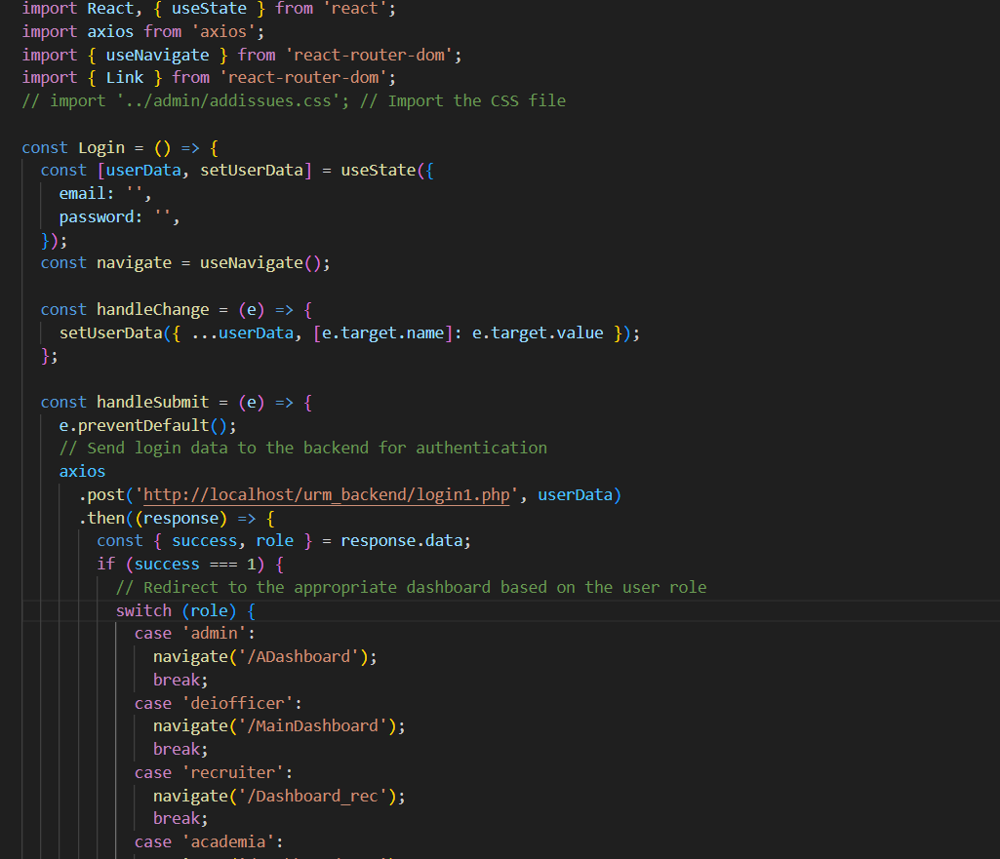 import React, { useState } from 'react';
import axios from 'axios';
import { useNavigate } from 'react-router-dom';
import { Link } from 'react-router-dom';
// import '../admin/addissues.css'; // Import the CSS file

const Login = () => {
  const [userData, setUserData] = useState({
    email: '',
    password: '',
  });
  const navigate = useNavigate();

  const handleChange = (e) => {
    setUserData({ ...userData, [e.target.name]: e.target.value });
  };

  const handleSubmit = (e) => {
    e.preventDefault();
    // Send login data to the backend for authentication
    axios
      .post('http://localhost/urm_backend/login1.php', userData)
      .then((response) => {
        const { success, role } = response.data;
        if (success === 1) {
          // Redirect to the appropriate dashboard based on the user role
          switch (role) {
            case 'admin':
              navigate('/ADashboard');
              break;
            case 'deiofficer':
              navigate('/MainDashboard');
              break;
            case 'recruiter':
              navigate('/Dashboard_rec');
              break;
            case 'academia':